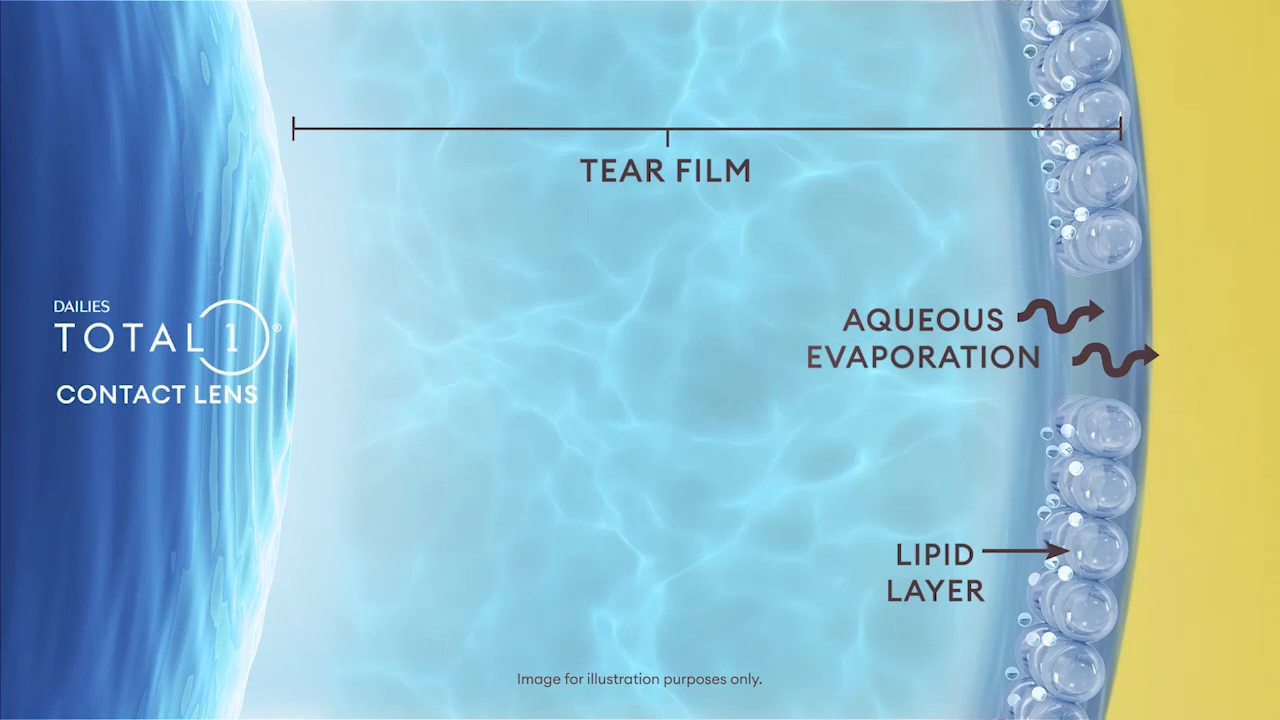 TEAR FILM
DAILIES
TOTAL 1®
CONTACT LENS
AQUEOUS
EVAPORATION
LIPID
LAYER
Image for illustration purposes only.